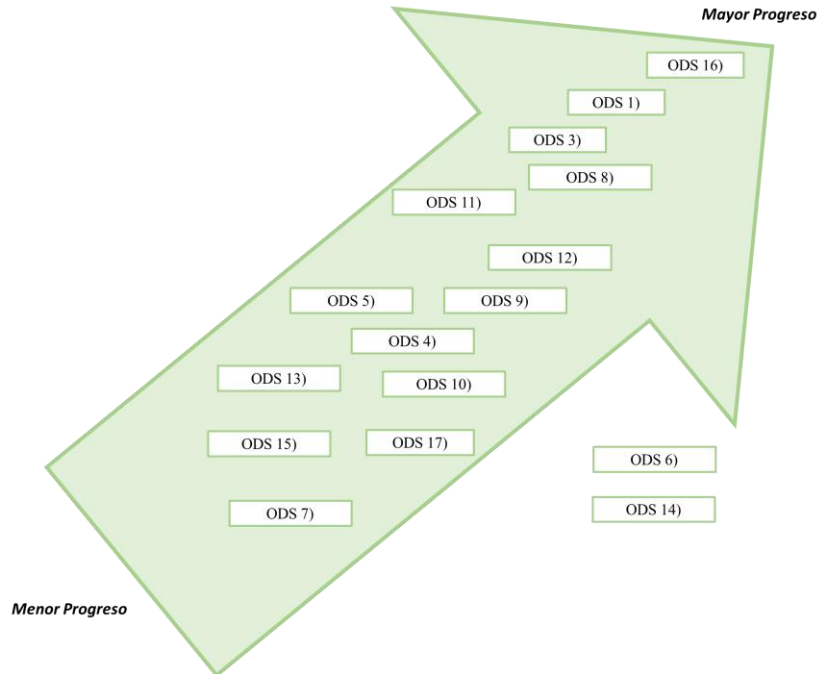 Mayor Progreso
ODS 16)
ODS 1)
ODS 3)
ODS 8)
ODS 11)
ODS 12)
ODS 5)
ODS 9)
ODS 4)
ODS 13)
ODS 10)
ODS 15)
ODS 17)
ODS 6)
ODS 14)
ODS 7)
Menor Progreso